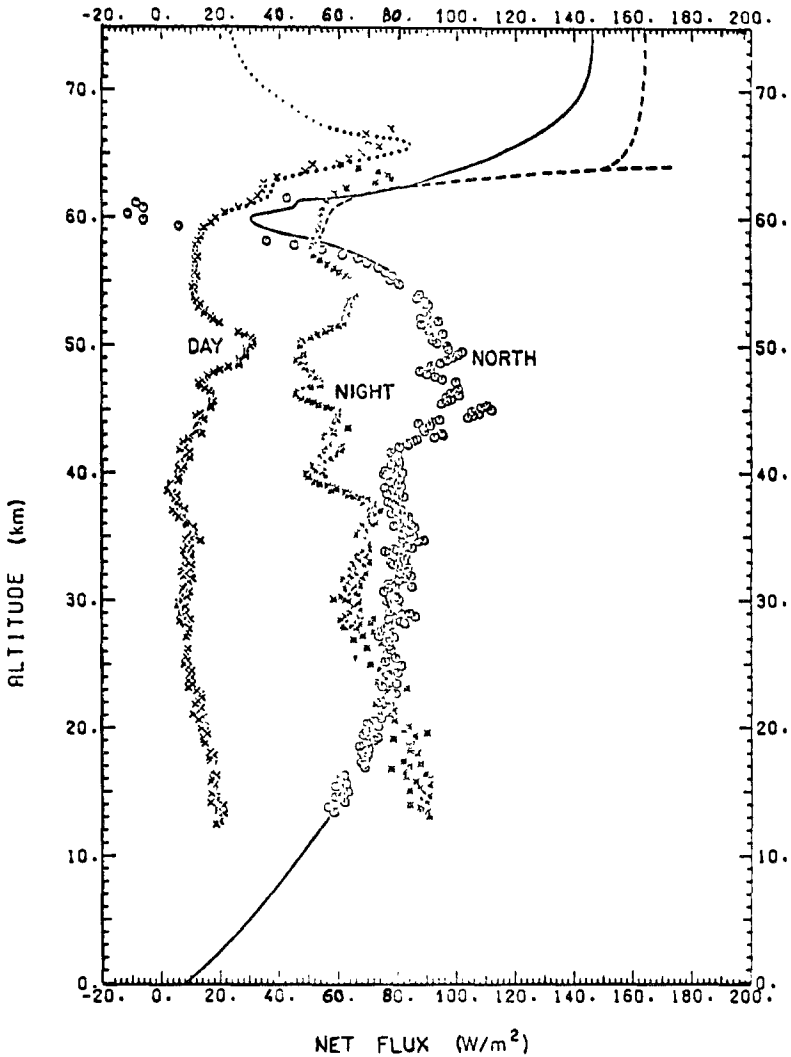 -20. 0. 20. 40. 60. 80. 100. 120. 140. 160. 180. 200.
70. 70.
60. 60.
50. 50.
DAY
NORTH
NIGHT
40. 40.
30. 30.
20. 20.
10. 10.
0. 0.
-20. 0. 20. 40. 60. 80. 100. 120. 140. 160. 180. 200.
ALTITUDE (km)
NET FLUX (W/m²)